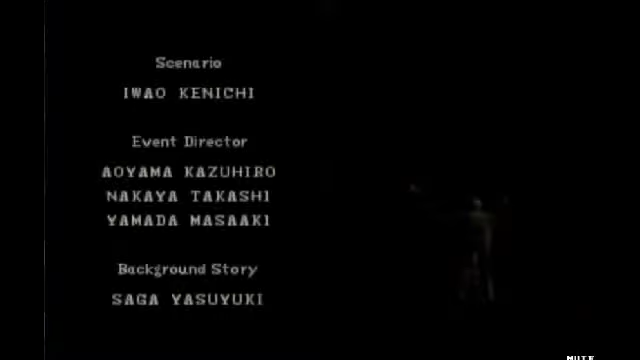 Scenario
IWAO KENICHI
Event Director
AOYAMA KAZUHIRO
NAKAYA TAKASHI
YAMADA MASAAKI
Background Story
SAGA YASUYUKI
MUTE